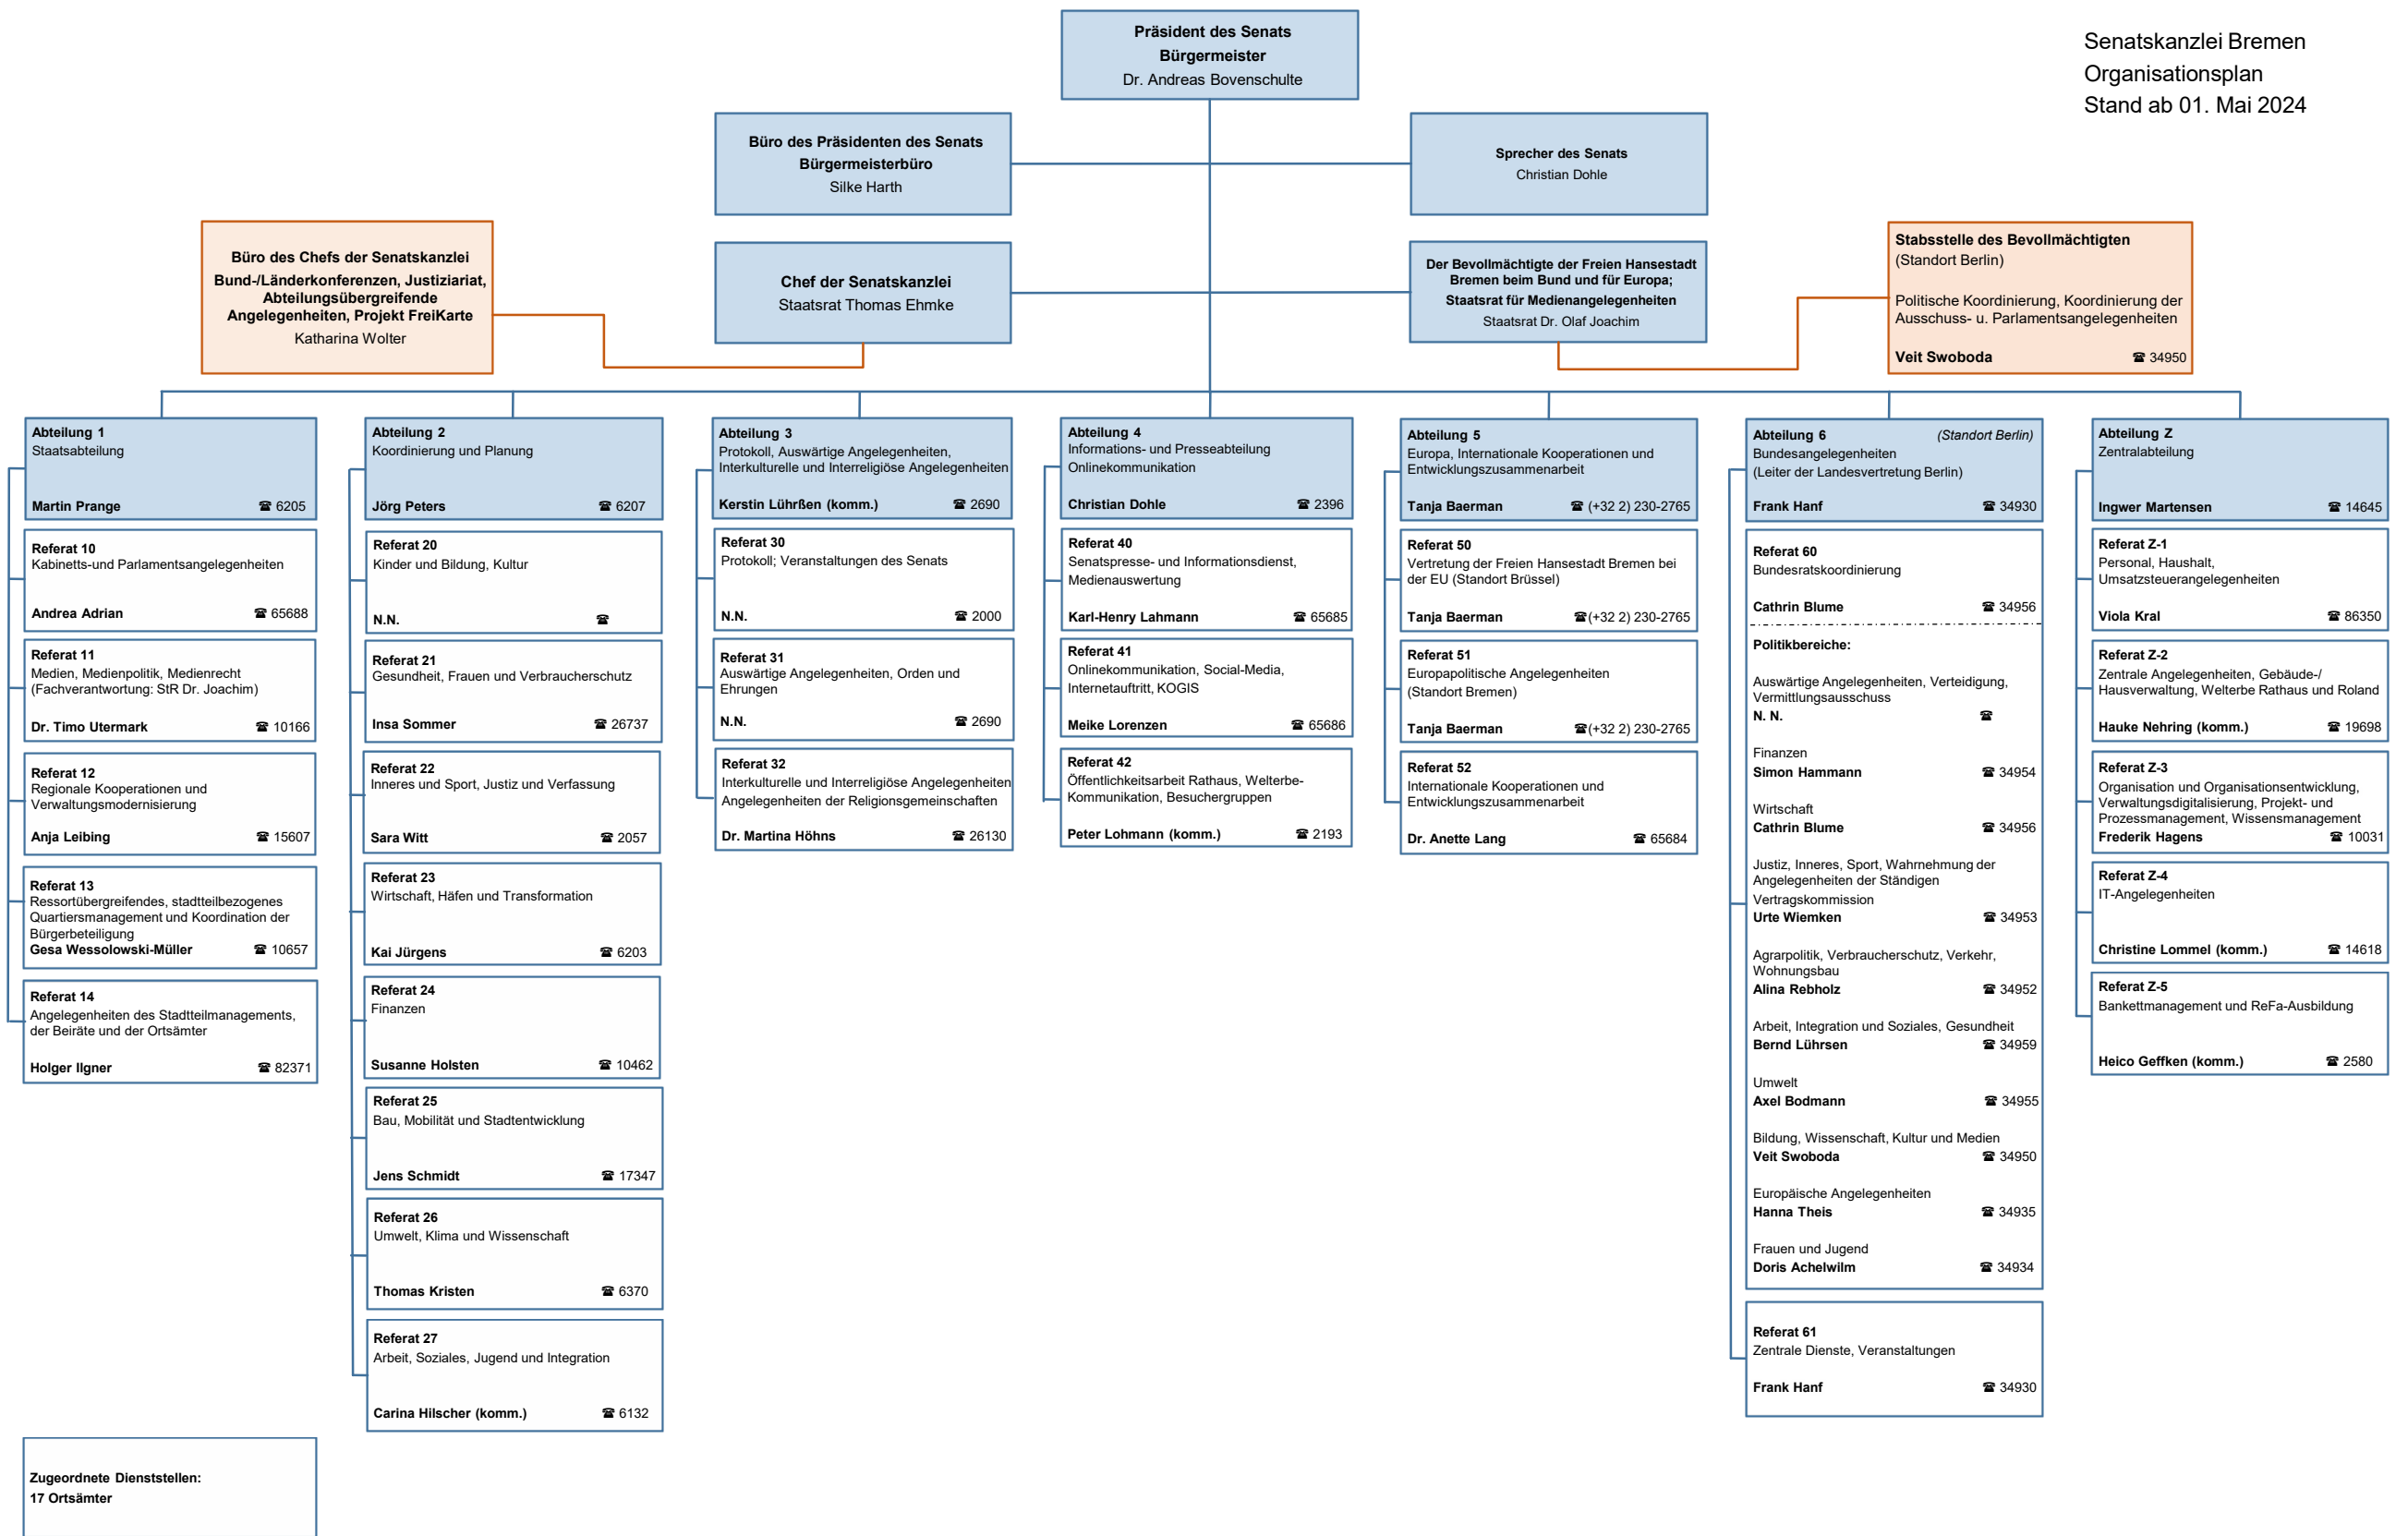 Präsident des Senats
Bürgermeister
Dr. Andreas Bovenschulte
Senatskanzlei Bremen
Organisationsplan
Stand ab 01. Mai 2024
Büro des Präsidenten des Senats
Bürgermeisterbüro
Silke Harth
Sprecher des Senats
Christian Dohle
Büro des Chefs der Senatskanzlei
Bund-/Länderkonferenzen, Justiziariat,
Abteilungsübergreifende
Angelegenheiten, Projekt FreiKarte
Katharina Wolter
Chef der Senatskanzlei
Staatsrat Thomas Ehmke
Der Bevollmächtigte der Freien Hansestadt
Bremen beim Bund und für Europa;
Staatsrat für Medienangelegenheiten
Staatsrat Dr. Olaf Joachim
Stabsstelle des Bevollmächtigten
(Standort Berlin)
Politische Koordinierung, Koordinierung der
Ausschuss- u. Parlamentsangelegenheiten
Veit Swoboda ☎ 34950
Abteilung 1
Staatsabteilung
Martin Prange ☎ 6205
Referat 10
Kabinetts-und Parlamentsangelegenheiten
Andrea Adrian ☎ 65688
Referat 11
Medien, Medienpolitik, Medienrecht
(Fachverantwortung: StR Dr. Joachim)
Dr. Timo Utermark ☎ 10166
Referat 12
Regionale Kooperationen und
Verwaltungsmodernisierung
Anja Leibing ☎ 15607
Referat 13
Ressortübergreifendes, stadtteilbezogenes
Quartiersmanagement und Koordination der
Bürgerbeteiligung
Gesa Wessolowski-Müller ☎ 10657
Referat 14
Angelegenheiten des Stadtteilmanagements,
der Beiräte und der Ortsämter
Holger Ilgner ☎ 82371
Abteilung 2
Koordinierung und Planung
Jörg Peters ☎ 6207
Referat 20
Kinder und Bildung, Kultur
N.N. ☎
Referat 21
Gesundheit, Frauen und Verbraucherschutz
Insa Sommer ☎ 26737
Referat 22
Inneres und Sport, Justiz und Verfassung
Sara Witt ☎ 2057
Referat 23
Wirtschaft, Häfen und Transformation
Kai Jürgens ☎ 6203
Referat 24
Finanzen
Susanne Holsten ☎ 10462
Referat 25
Bau, Mobilität und Stadtentwicklung
Jens Schmidt ☎ 17347
Referat 26
Umwelt, Klima und Wissenschaft
Thomas Kristen ☎ 6370
Referat 27
Arbeit, Soziales, Jugend und Integration
Carina Hilscher (komm.) ☎ 6132
Abteilung 3
Protokoll, Auswärtige Angelegenheiten,
Interkulturelle und Interreligiöse Angelegenheiten
Kerstin Lührßen (komm.) ☎ 2690
Referat 30
Protokoll; Veranstaltungen des Senats
N.N. ☎ 2000
Referat 31
Auswärtige Angelegenheiten, Orden und
Ehrungen
N.N. ☎ 2690
Referat 32
Interkulturelle und Interreligiöse Angelegenheiten
Angelegenheiten der Religionsgemeinschaften
Dr. Martina Höhns ☎ 26130
Abteilung 4
Informations- und Presseabteilung
Onlinekommunikation
Christian Dohle ☎ 2396
Referat 40
Senatspresse- und Informationsdienst,
Medienauswertung
Karl-Henry Lahmann ☎ 65685
Referat 41
Onlinekommunikation, Social-Media,
Internetauftritt, KOGIS
Meike Lorenzen ☎ 65686
Referat 42
Öffentlichkeitsarbeit Rathaus, Welterbe-
Kommunikation, Besuchergruppen
Peter Lohmann (komm.) ☎ 2193
Abteilung 5
Europa, Internationale Kooperationen und
Entwicklungszusammenarbeit
Tanja Baerman ☎ (+32 2) 230-2765
Referat 50
Vertretung der Freien Hansestadt Bremen bei
der EU (Standort Brüssel)
Tanja Baerman ☎(+32 2) 230-2765
Referat 51
Europapolitische Angelegenheiten
(Standort Bremen)
Tanja Baerman ☎(+32 2) 230-2765
Referat 52
Internationale Kooperationen und
Entwicklungszusammenarbeit
Dr. Anette Lang ☎ 65684
Abteilung 6 (Standort Berlin)
Bundesangelegenheiten
(Leiter der Landesvertretung Berlin)
Frank Hanf ☎ 34930
Referat 60
Bundesratskoordinierung
Cathrin Blume ☎ 34956
Politikbereiche:
Auswärtige Angelegenheiten, Verteidigung,
Vermittlungsausschuss
N. N. ☎
Finanzen
Simon Hammann ☎ 34954
Wirtschaft
Cathrin Blume ☎ 34956
Justiz, Inneres, Sport, Wahrnehmung der
Angelegenheiten der Ständigen
Vertragskommission
Urte Wiemken ☎ 34953
Agrarpolitik, Verbraucherschutz, Verkehr,
Wohnungsbau
Alina Rebholz ☎ 34952
Arbeit, Integration und Soziales, Gesundheit
Bernd Lührsen ☎ 34959
Umwelt
Axel Bodmann ☎ 34955
Bildung, Wissenschaft, Kultur und Medien
Veit Swoboda ☎ 34950
Europäische Angelegenheiten
Hanna Theis ☎ 34935
Frauen und Jugend
Doris Achelwilm ☎ 34934
Referat 61
Zentrale Dienste, Veranstaltungen
Frank Hanf ☎ 34930
Abteilung Z
Zentralabteilung
Ingwer Martensen ☎ 14645
Referat Z-1
Personal, Haushalt,
Umsatzsteuerangelegenheiten
Viola Kral ☎ 86350
Referat Z-2
Zentrale Angelegenheiten, Gebäude-/
Hausverwaltung, Welterbe Rathaus und Roland
Hauke Nehring (komm.) ☎ 19698
Referat Z-3
Organisation und Organisationsentwicklung,
Verwaltungsdigitalisierung, Projekt- und
Prozessmanagement, Wissensmanagement
Frederik Hagens ☎ 10031
Referat Z-4
IT-Angelegenheiten
Christine Lommel (komm.) ☎ 14618
Referat Z-5
Bankettmanagement und ReFa-Ausbildung
Heico Geffken (komm.) ☎ 2580
Zugeordnete Dienststellen:
17 Ortsämter